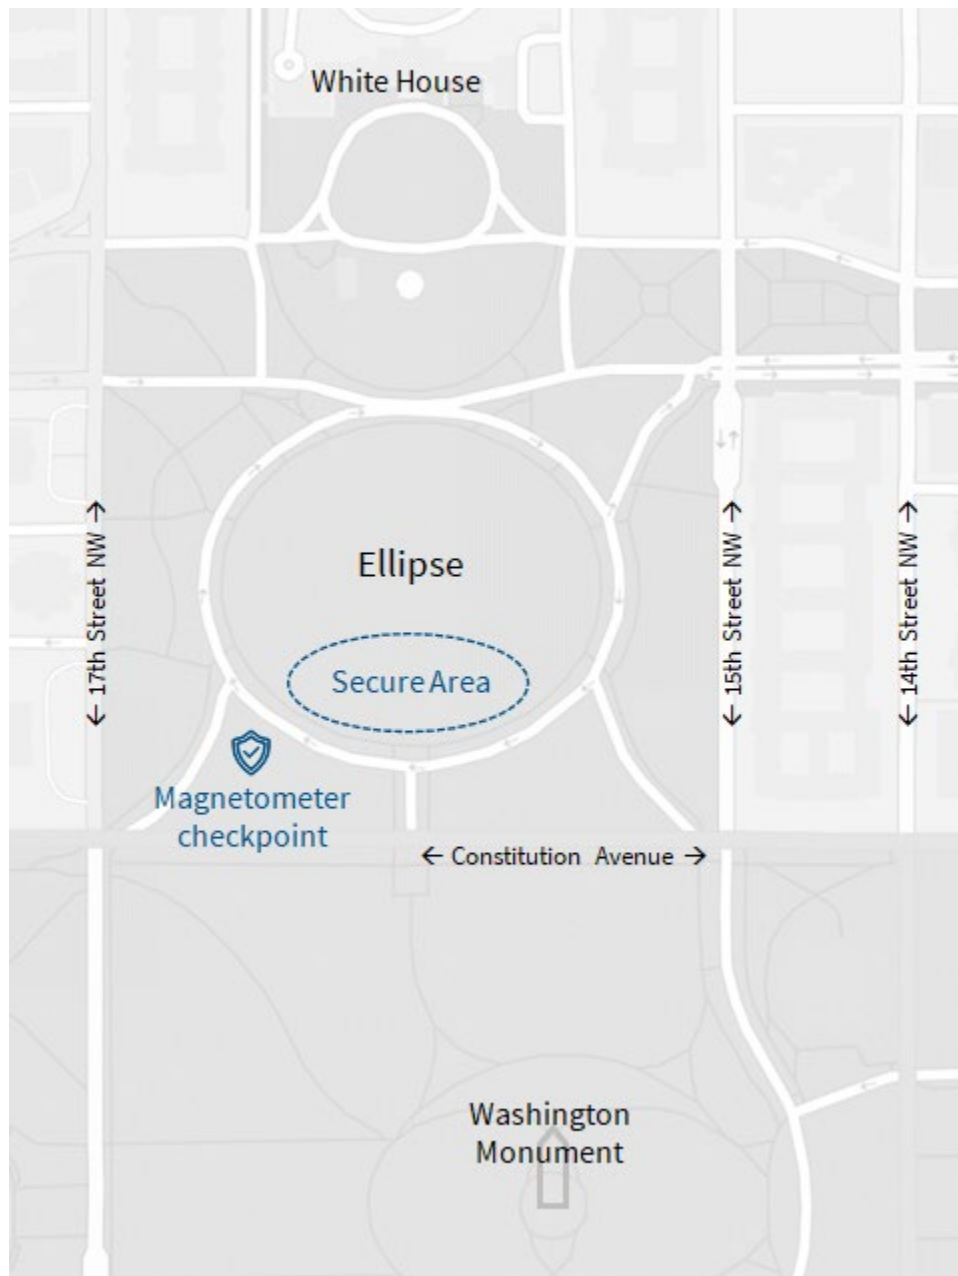 White House
Ellipse
← 17th Street NW →
← 15th Street NW →
← 14th Street NW →
Secure Area
Magnetometer
checkpoint
← Constitution Avenue →
Washington
Monument